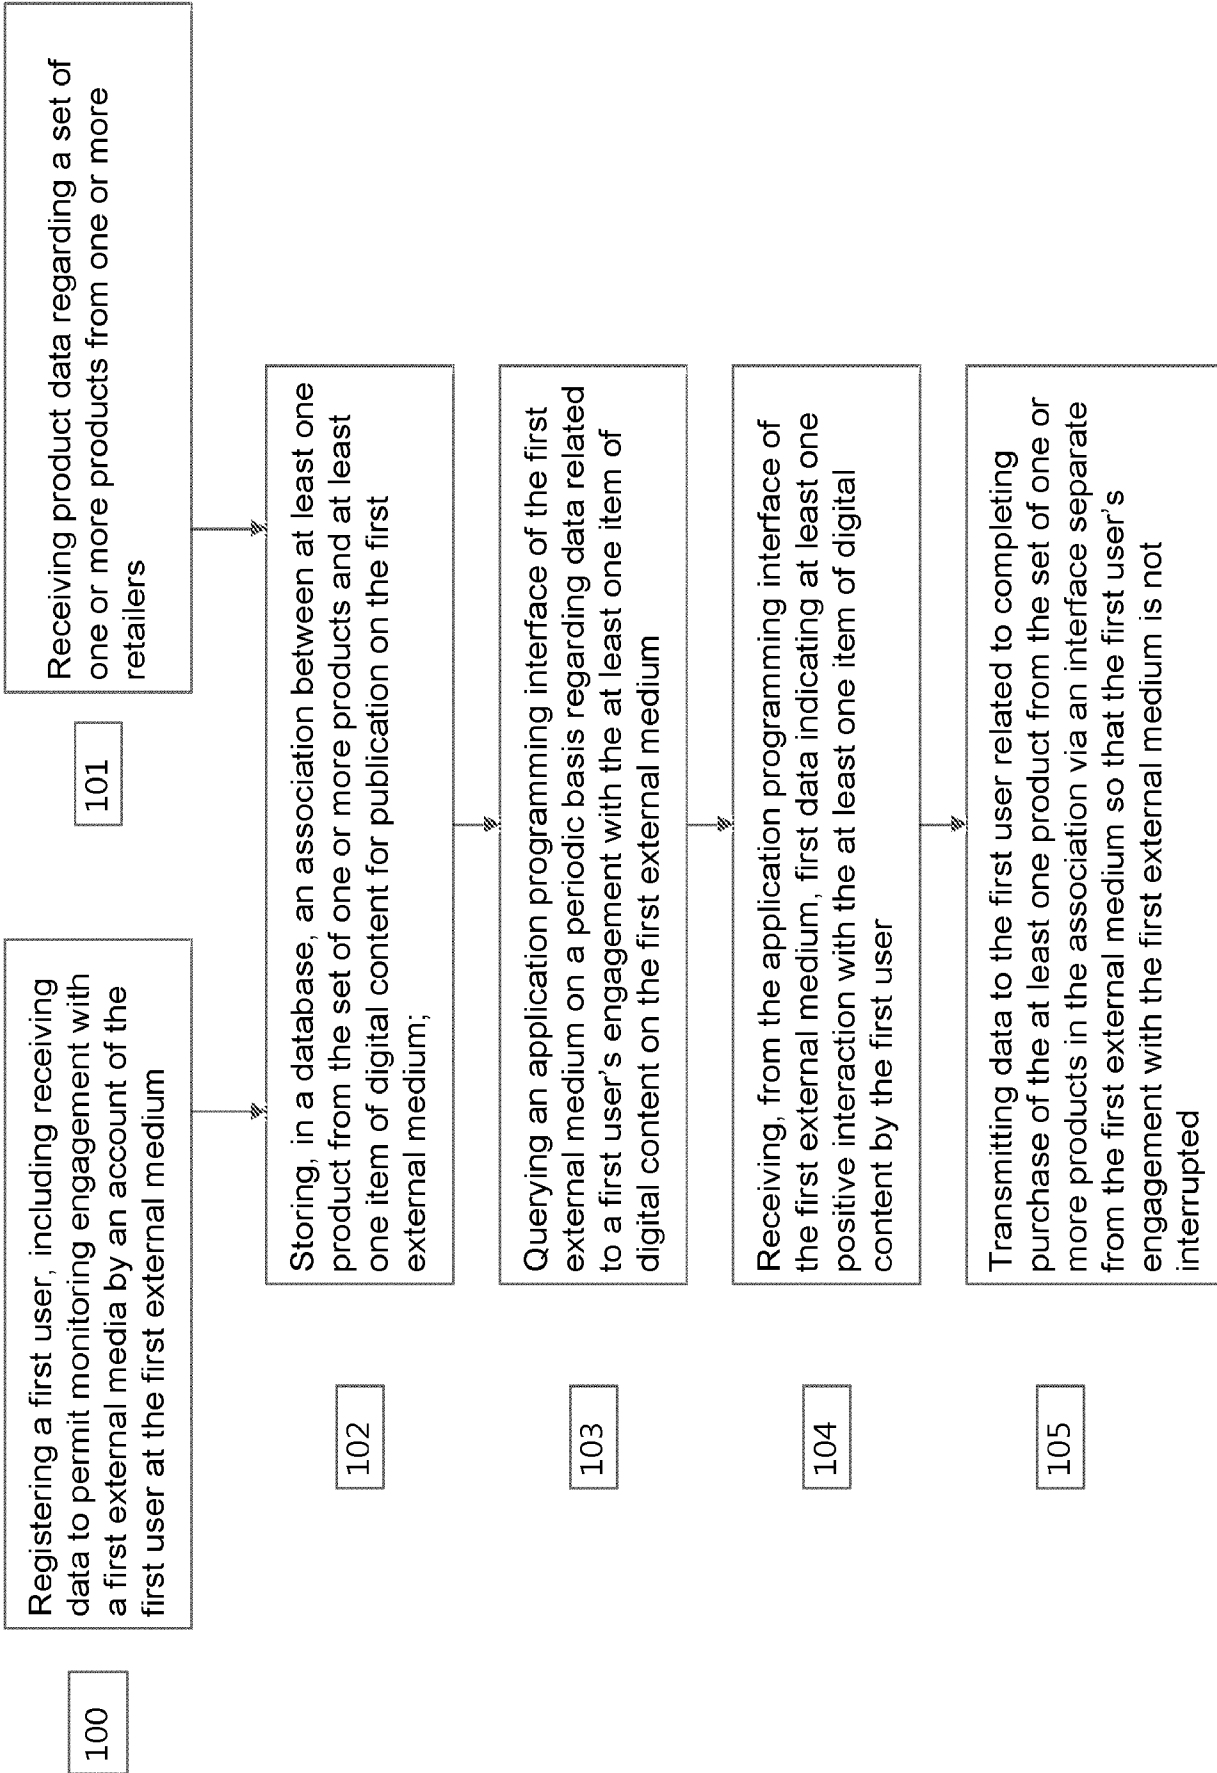 100
Registering a first user, including receiving
data to permit monitoring engagement with
a first external media by an account of the
first user at the first external medium
101
Receiving product data regarding a set of
one or more products from one or more
retailers
102
Storing, in a database, an association between at least one
product from the set of one or more products and at least
one item of digital content for publication on the first
external medium;
103
Querying an application programming interface of the first
external medium on a periodic basis regarding data related
to a first user's engagement with the at least one item of
digital content on the first external medium
104
Receiving, from the application programming interface of
the first external medium, first data indicating at least one
positive interaction with the at least one item of digital
content by the first user
105
Transmitting data to the first user related to completing
purchase of the at least one product from the set of one or
more products in the association via an interface separate
from the first external medium so that the first user's
engagement with the first external medium is not
interrupted